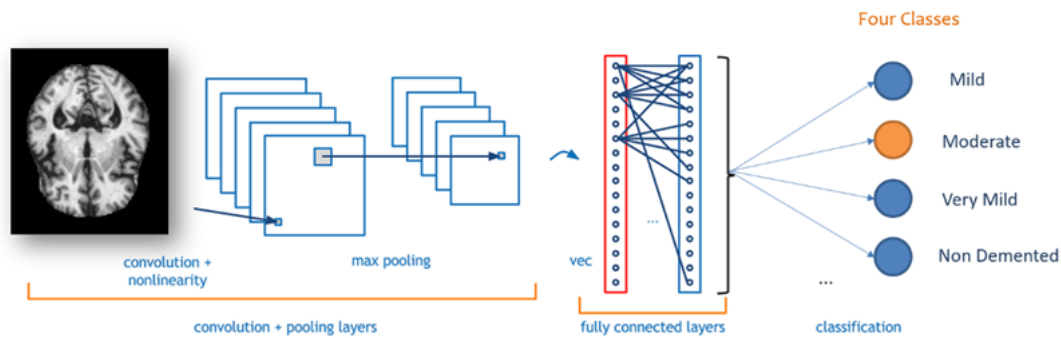 Four Classes
Mild
Moderate
Very Mild
Non Demented
...
...
convolution +
nonlinearity
max pooling
vec
convolution + pooling layers
fully connected layers
classification